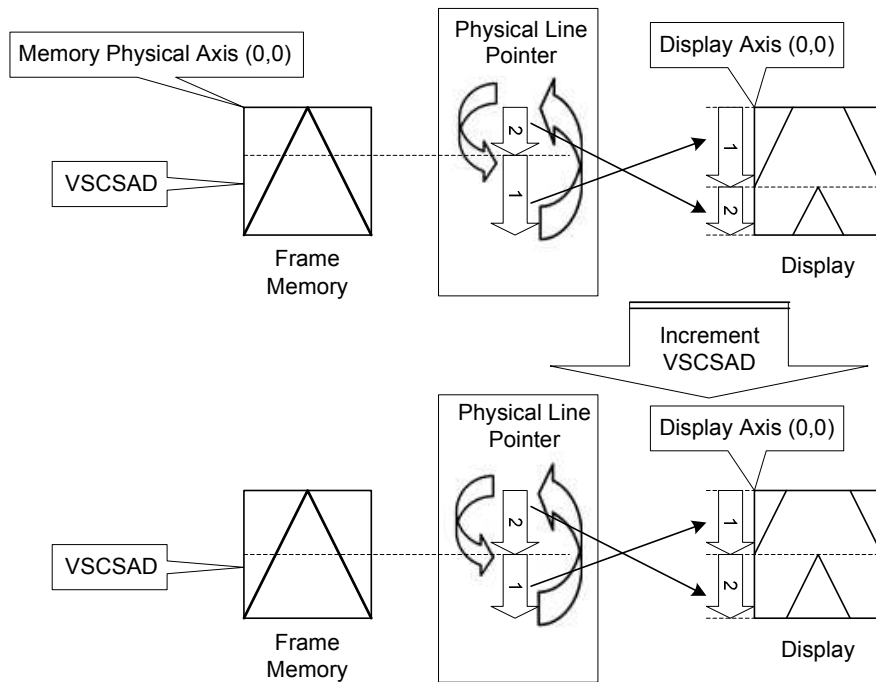 Memory Physical Axis (0,0)
Physical Line
Pointer
Display Axis (0,0)
VSCSAD
2
1
1
2
Frame
Memory
Display
Increment
VSCSAD
Physical Line
Pointer
Display Axis (0,0)
VSCSAD
2
1
1
2
Frame
Memory
Display